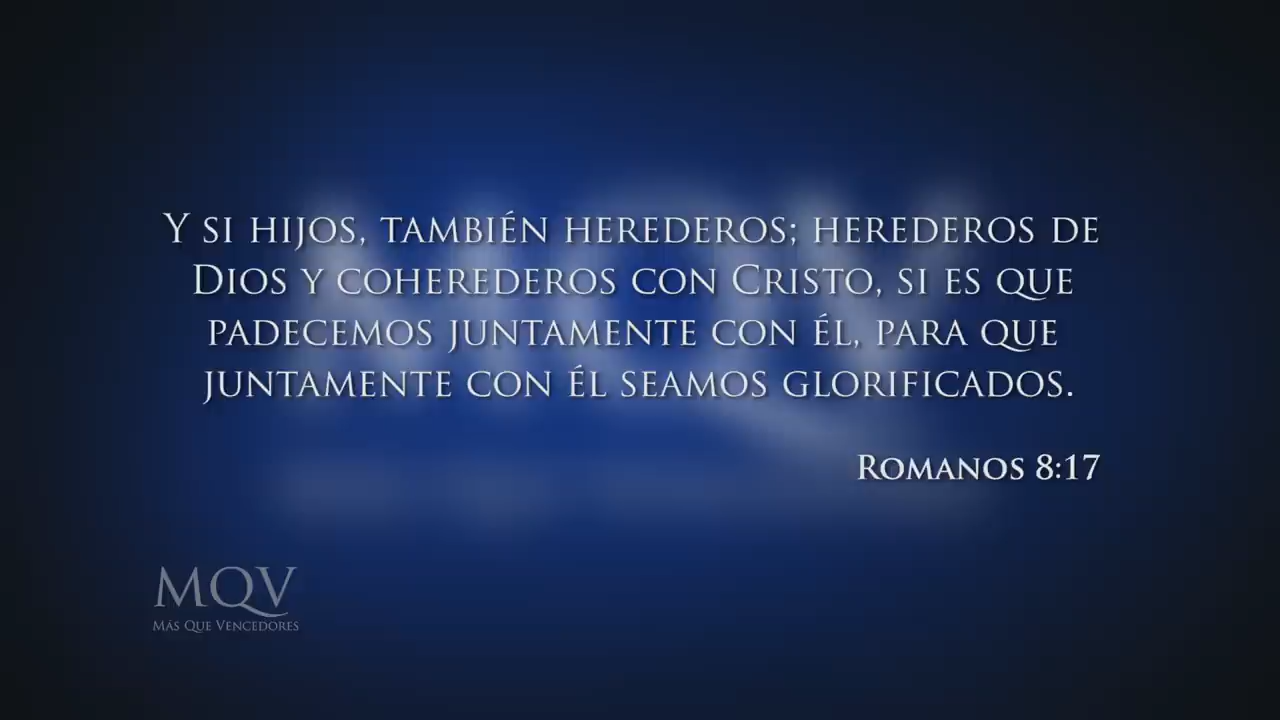 Y si hijos, también herederos; herederos de
Dios y coherederos con Cristo, si es que
padecemos juntamente con él, para que
juntamente con él seamos glorificados.
Romanos 8:17
MQV
Más Que Vencedores